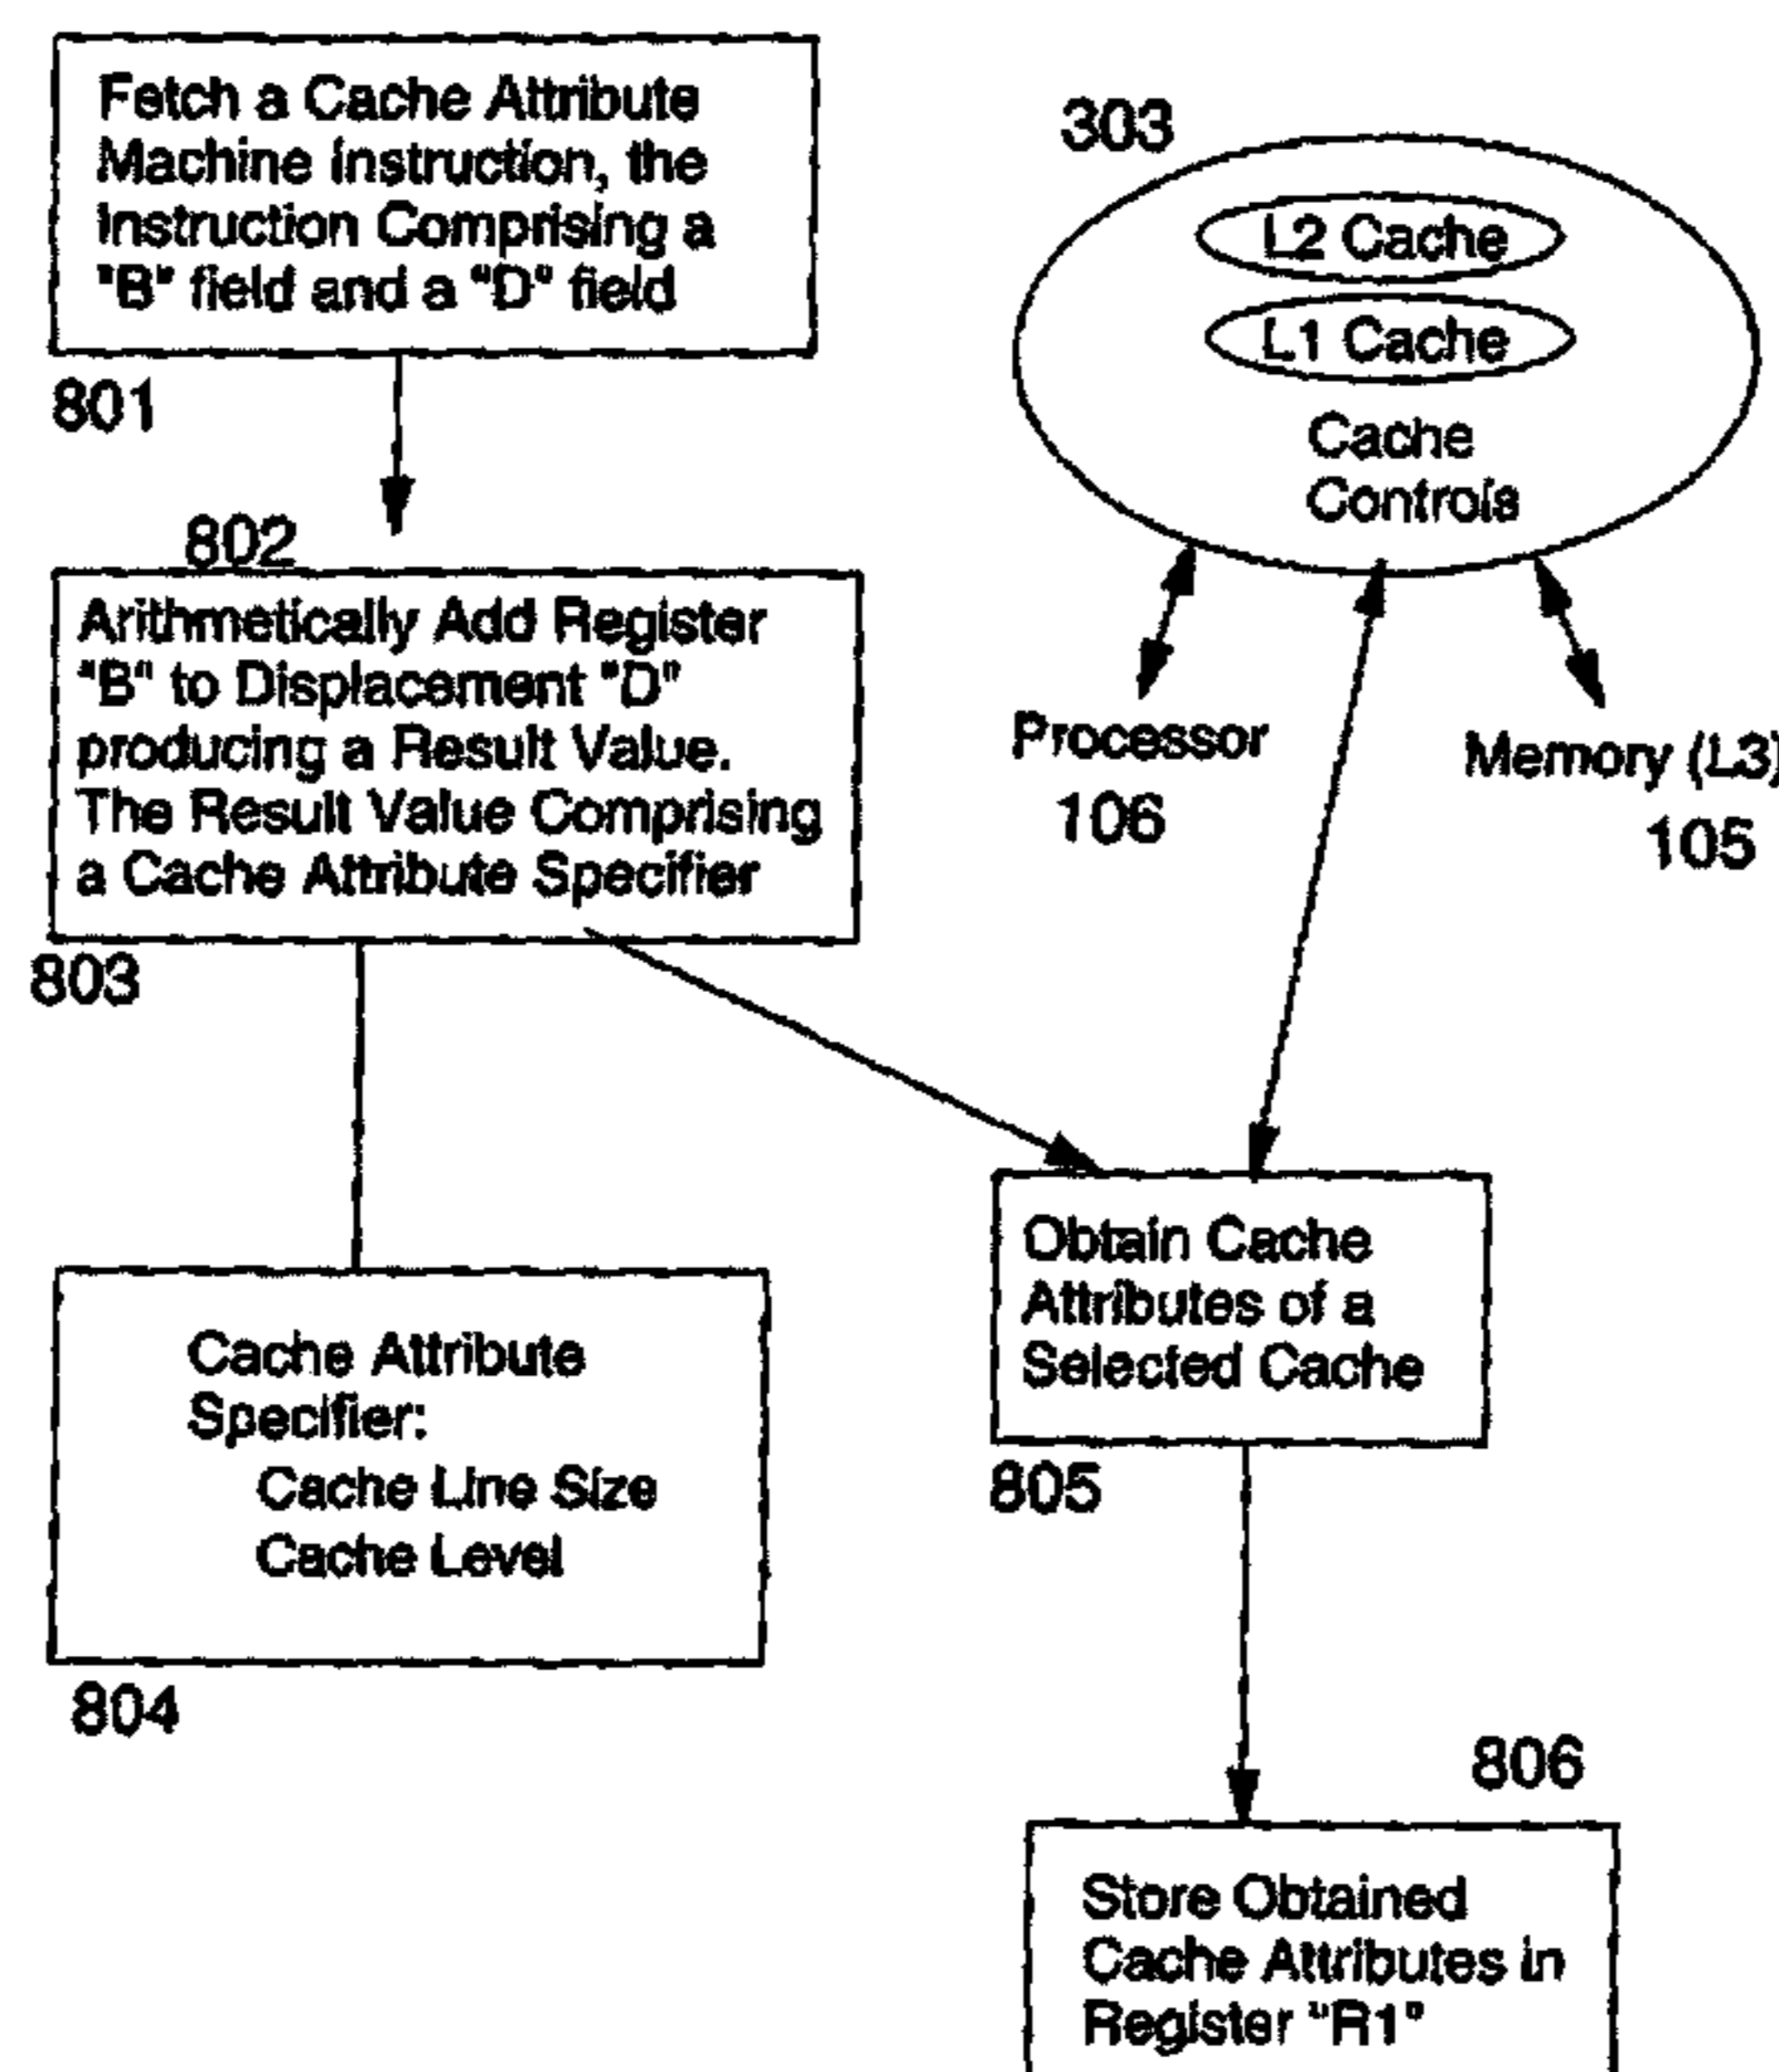 Fetch a Cache Attribute
Machine Instruction, the
Instruction Comprising a
"B" field and a "D" field
801
802
Arithmetically Add Register
"B" to Displacement "D"
producing a Result Value.
The Result Value Comprising
a Cache Attribute Specifier
803
Cache Attribute
Specifier:
Cache Line Size
Cache Level
804
303
L2 Cache
L1 Cache
Cache
Controls
Processor
106
Memory (L3)
105
Obtain Cache
Attributes of a
Selected Cache
805
806
Store Obtained
Cache Attributes in
Register "R1"